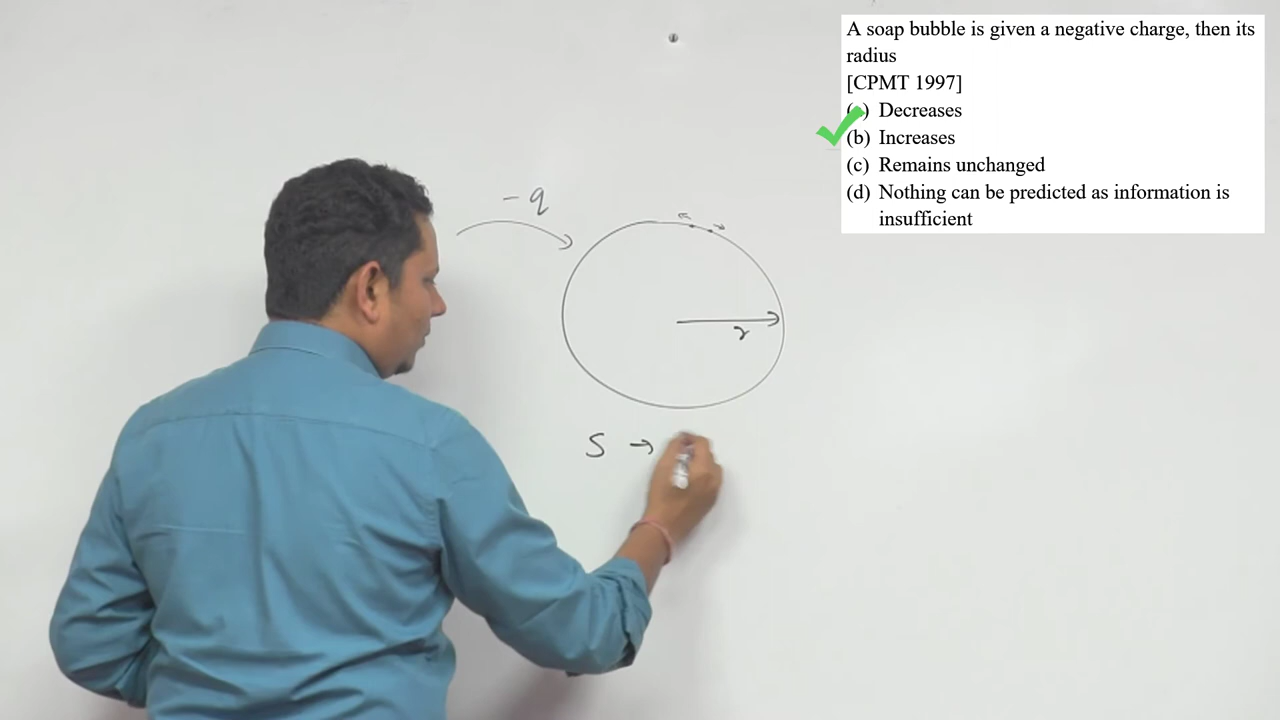 A soap bubble is given a negative charge, then its
radius
[CPMT 1997]
(a) Decreases
(b) Increases
(c) Remains unchanged
(d) Nothing can be predicted as information is
insufficient
-q
r
S →